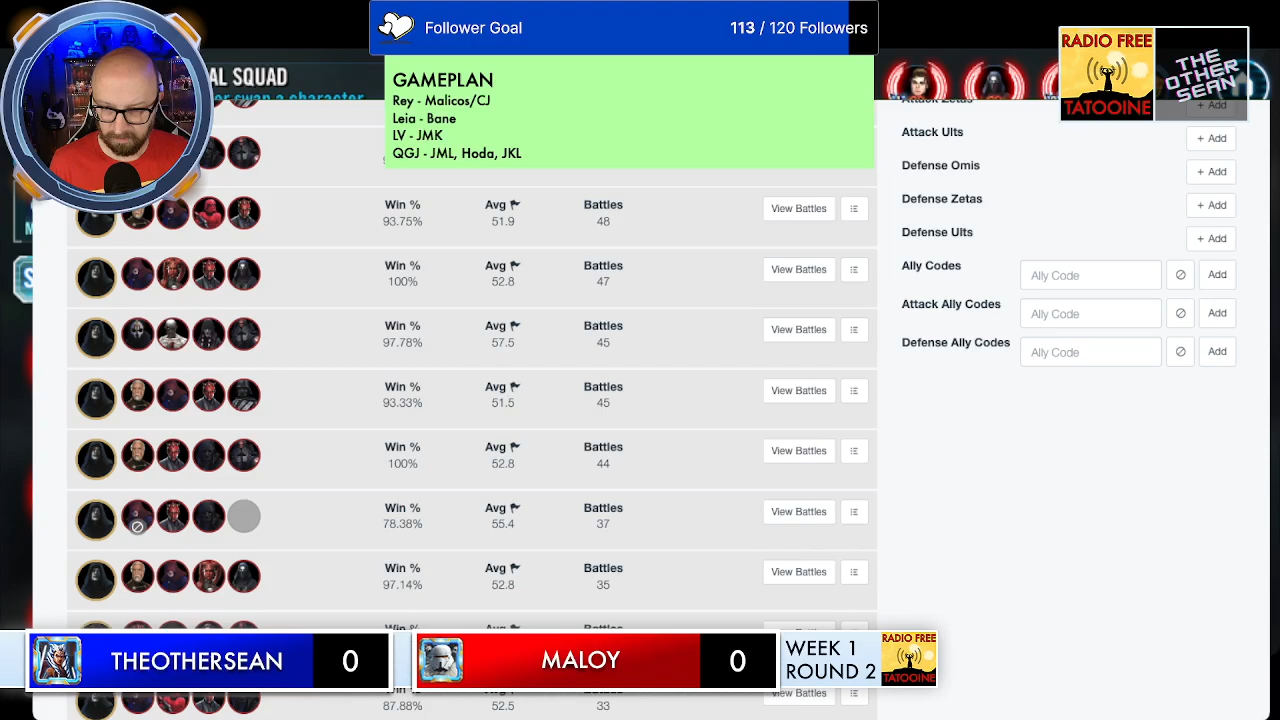 Follower Goal
113 / 120 Followers
GAMEPLAN
Rey - Malicos/CJ
Leia - Bane
LV - JMK
QGJ - JML, Hoda, JKL
RADIO FREE
TATOOINE
THE
OTHER
SEAN
AL SQUAD
swap a character
+ Add
Attack Ults
+ Add
Defense Omis
+ Add
Defense Zetas
+ Add
Defense Ults
+ Add
Ally Codes
Ally Code
Add
Attack Ally Codes
Ally Code
Add
Defense Ally Codes
Ally Code
Add
Win % Avg Battles
93.75% 51.9 48
View Battles
Win % Avg Battles
100% 52.8 47
View Battles
Win % Avg Battles
97.78% 57.5 45
View Battles
Win % Avg Battles
93.33% 51.5 45
View Battles
Win % Avg Battles
100% 52.8 44
View Battles
Win % Avg Battles
78.38% 55.4 37
View Battles
Win % Avg Battles
97.14% 52.8 35
View Battles
87.88% 52.5 33
View Battles
THEOTHERSEAN 0
MALOY 0
WEEK 1
ROUND 2
RADIO FREE
TATOOINE